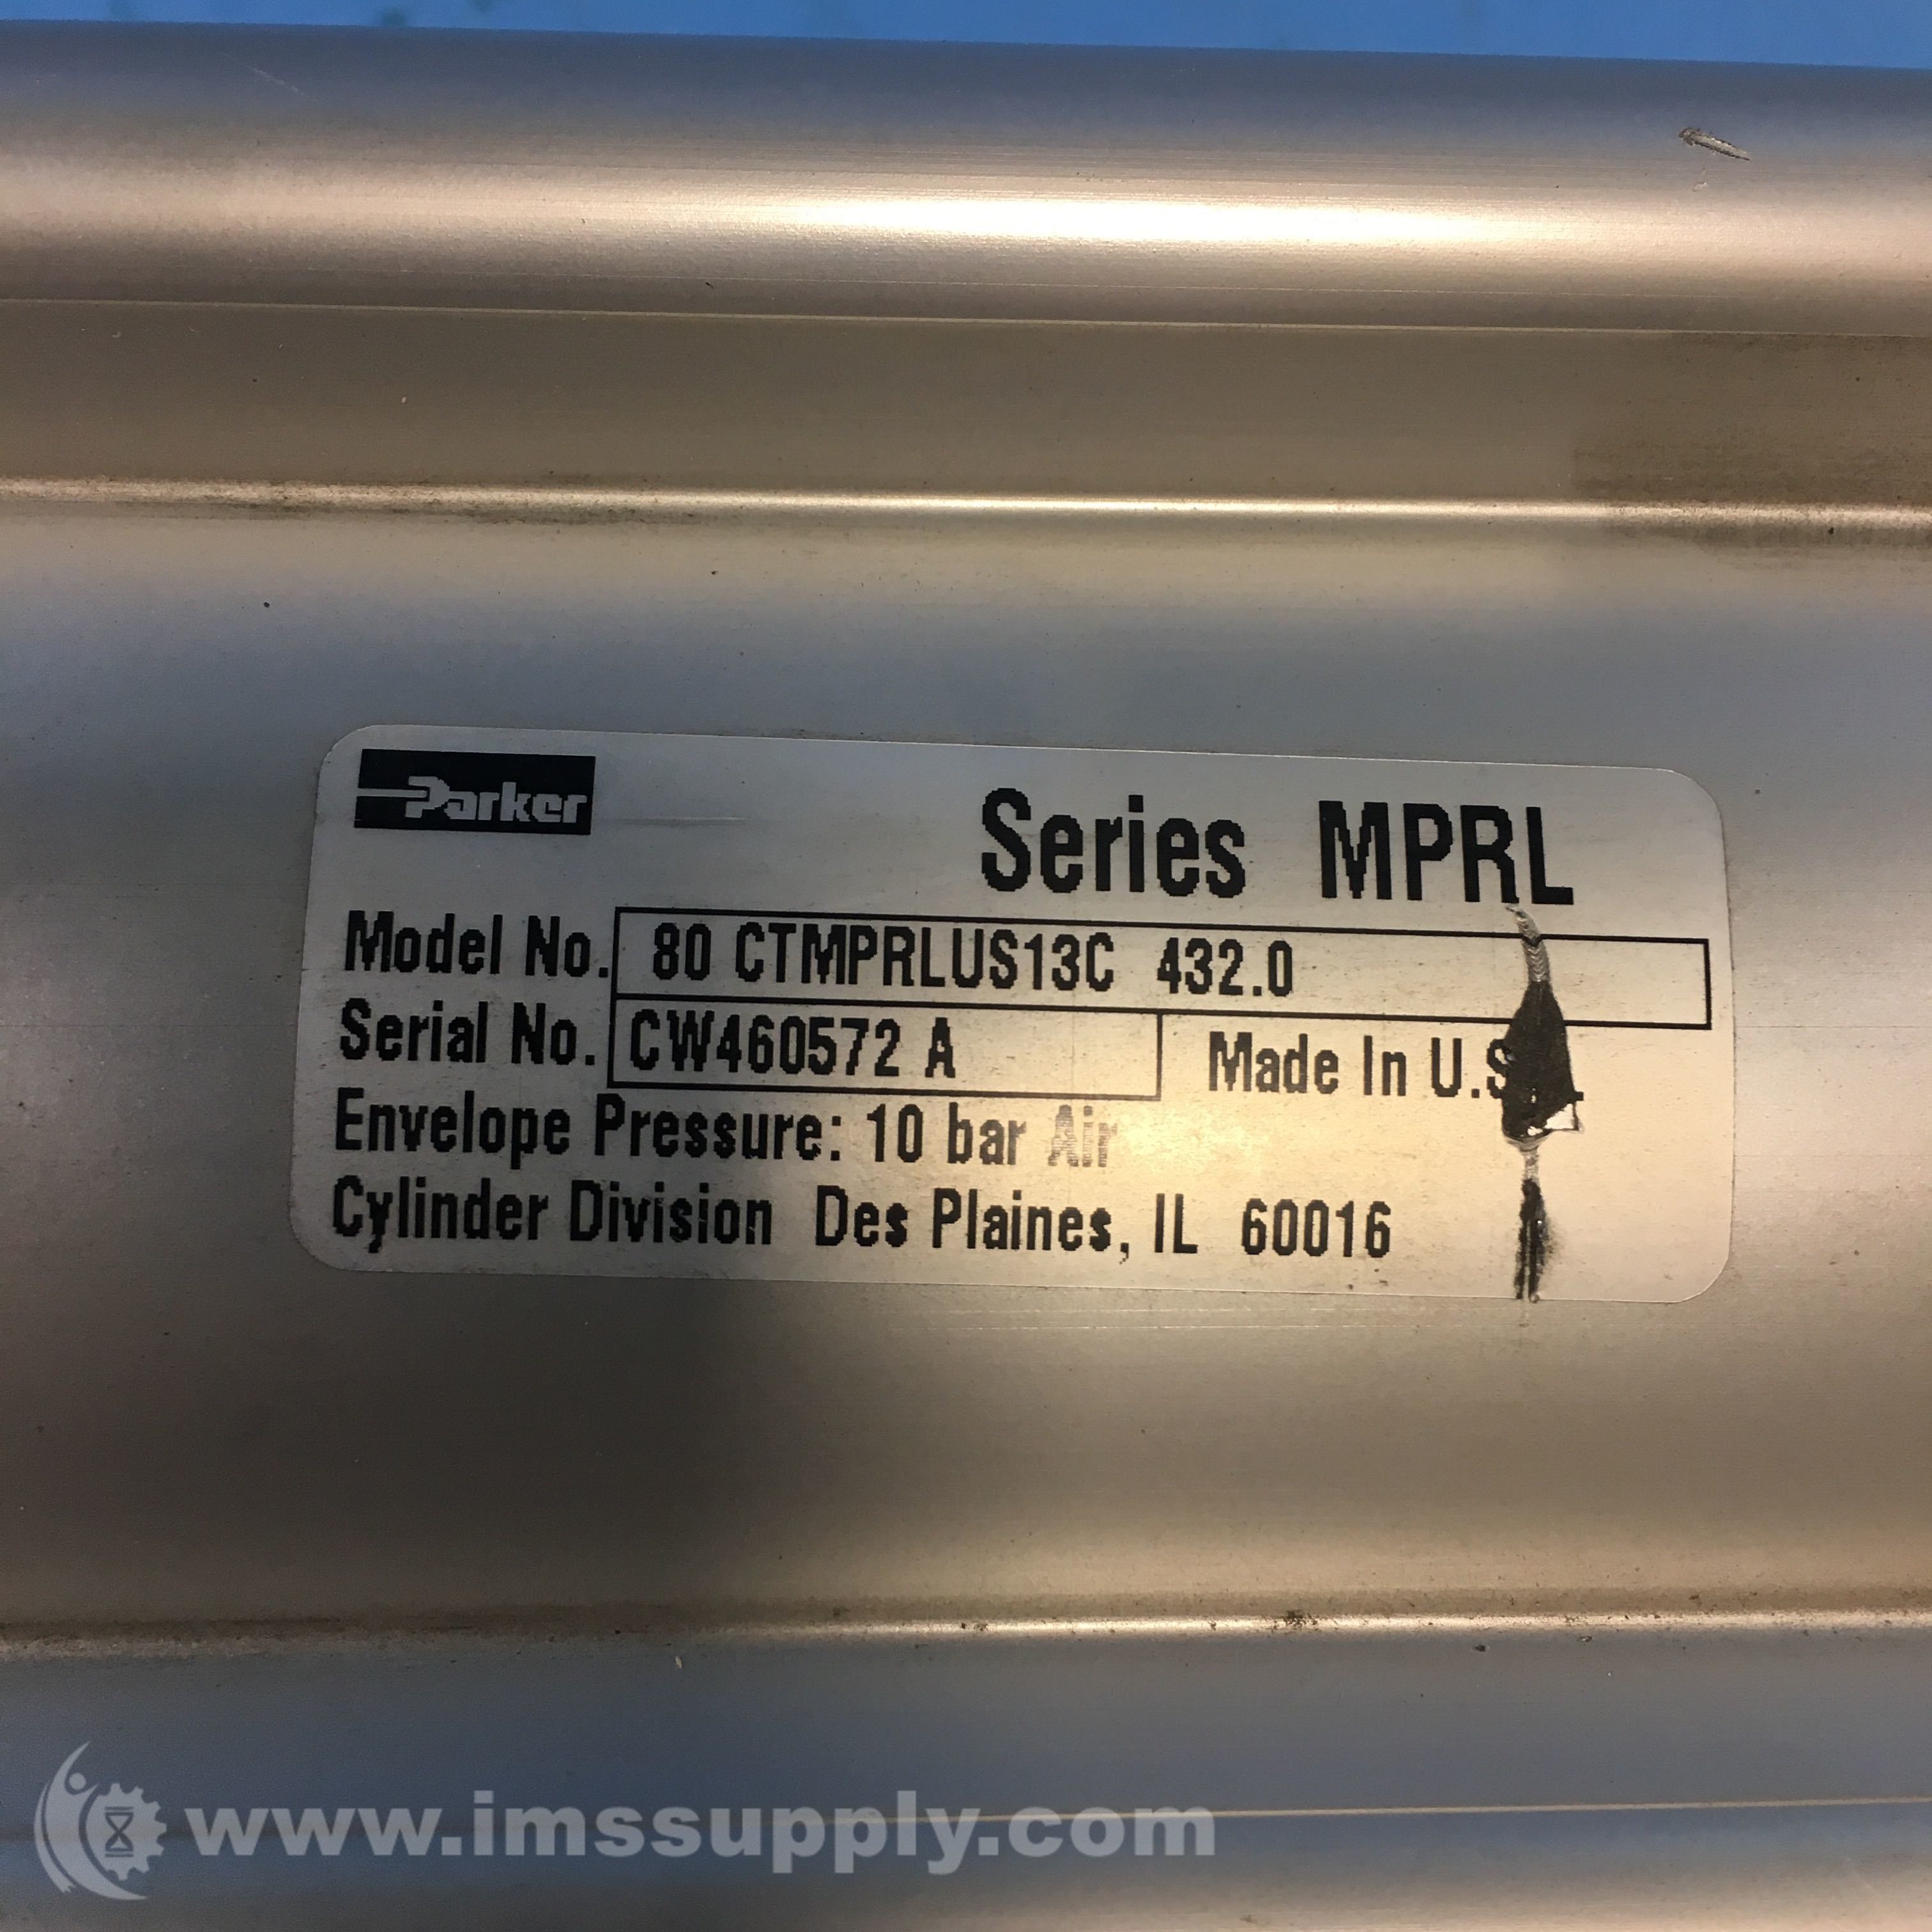 Parker
Series MPRL
Model No. 80 CTMPRLUS13C 432.0
Serial No. CW460572 A
Made In U.S
Envelope Pressure: 10 bar Air
Cylinder Division Des Plaines, IL 60016
www.imssupply.com